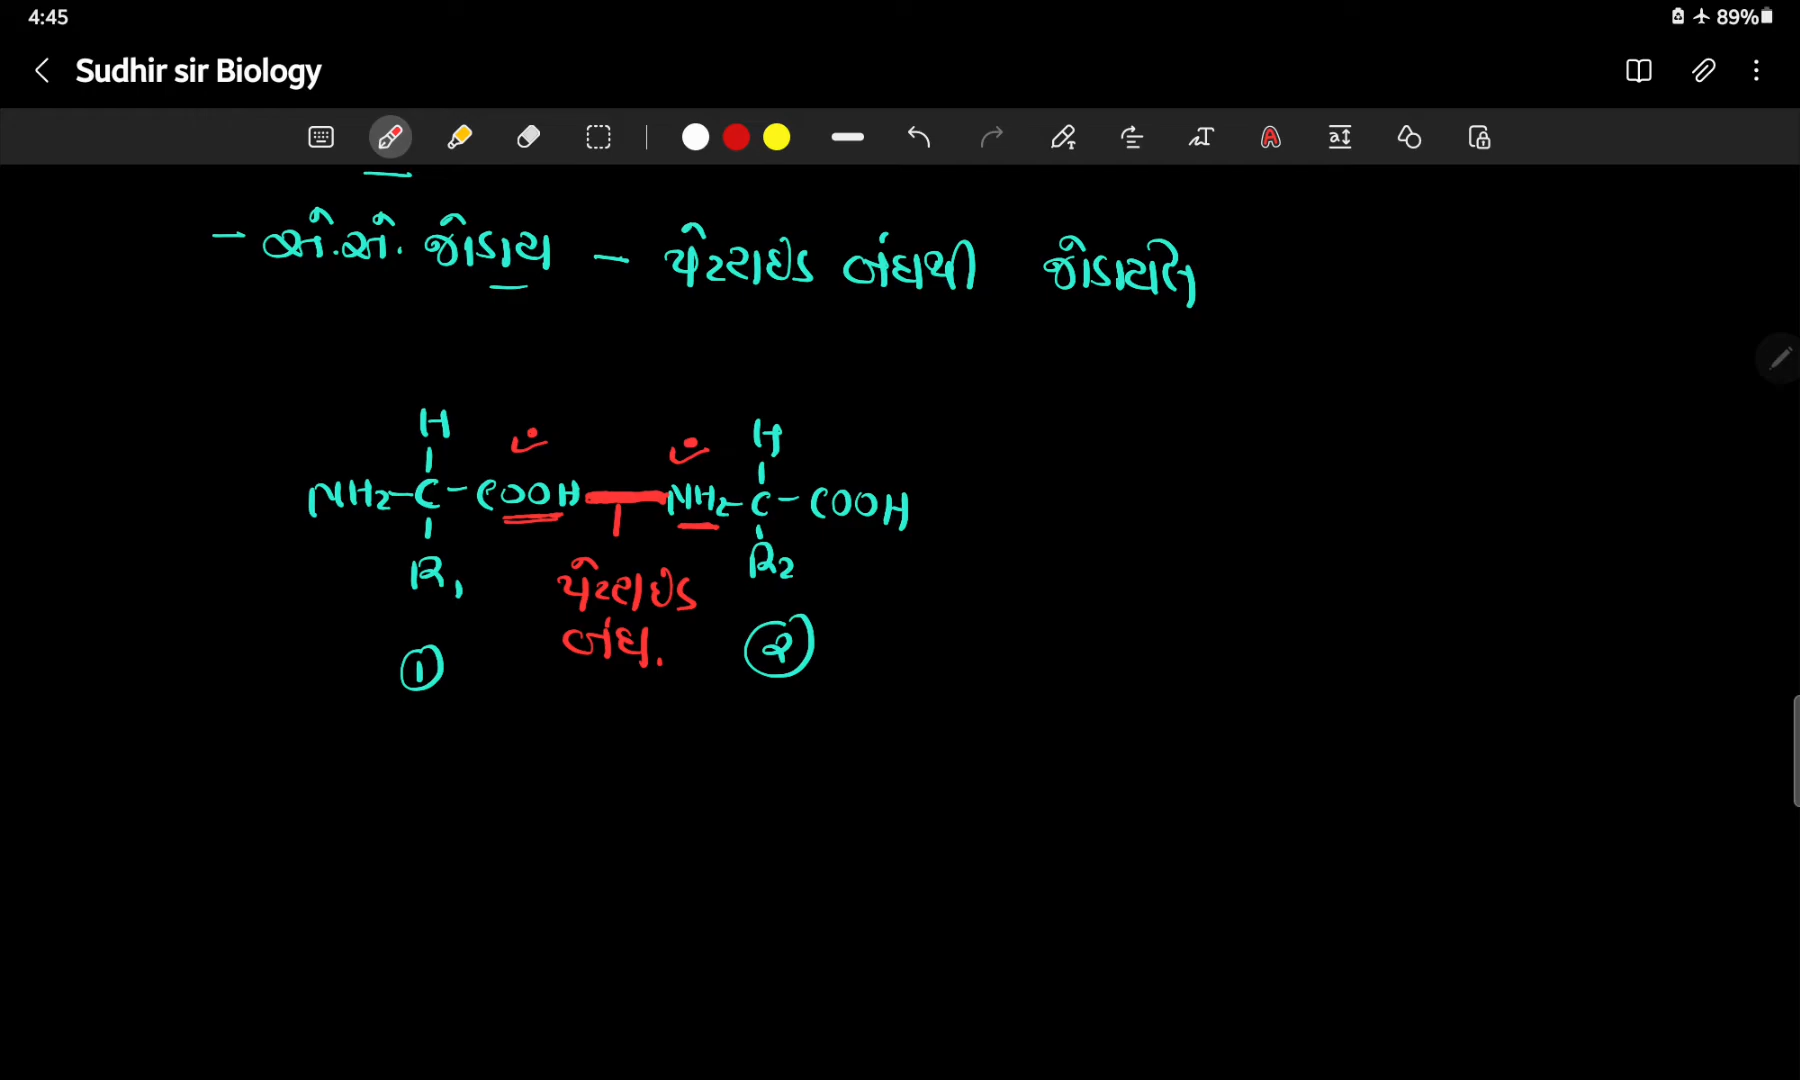 4:45
89%
Sudhir sir Biology
- એ.એ. જોડાય - પેપ્ટાઇડ બંધથી જોડાયેલ
H H
NH2-C-COOH NH2-C-COOH
R1 R2
પેપ્ટાઇડ
બંધ.
① ②